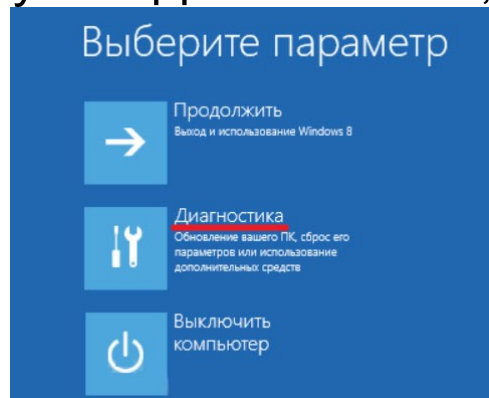 Выберите параметр
Продолжить
Выход и использование Windows 8
Диагностика
Обновление вашего ПК, сброс его
параметров или использование
дополнительных средств
Выключить
компьютер